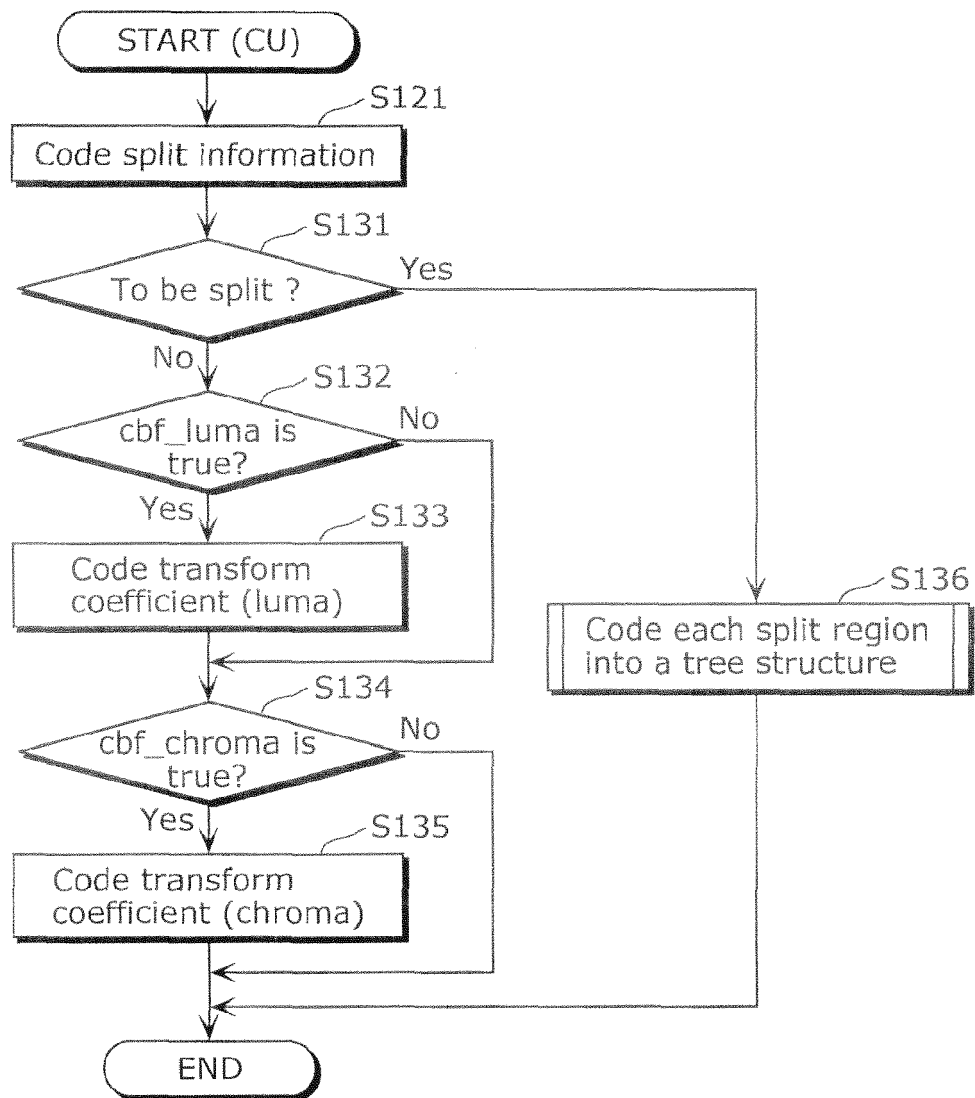 START (CU)
S121
Code split information
S131
To be split ?
Yes
No
S132
cbf_luma is
true?
No
Yes
S133
Code transform
coefficient (luma)
S136
Code each split region
into a tree structure
S134
cbf_chroma is
true?
No
Yes
S135
Code transform
coefficient (chroma)
END